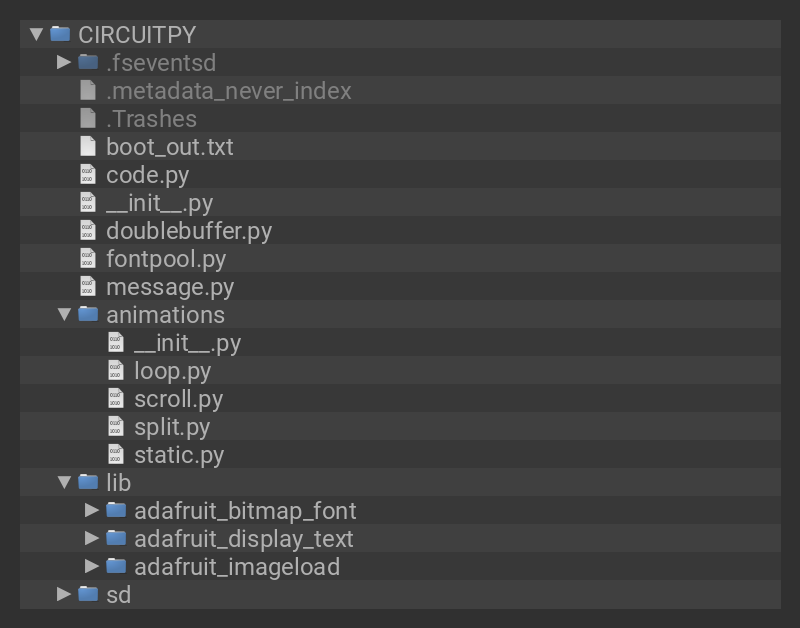 CIRCUITPY
.fseventsd
.metadata_never_index
.Trashes
boot_out.txt
code.py
__init__.py
doublebuffer.py
fontpool.py
message.py
animations
__init__.py
loop.py
scroll.py
split.py
static.py
lib
adafruit_bitmap_font
adafruit_display_text
adafruit_imageload
sd